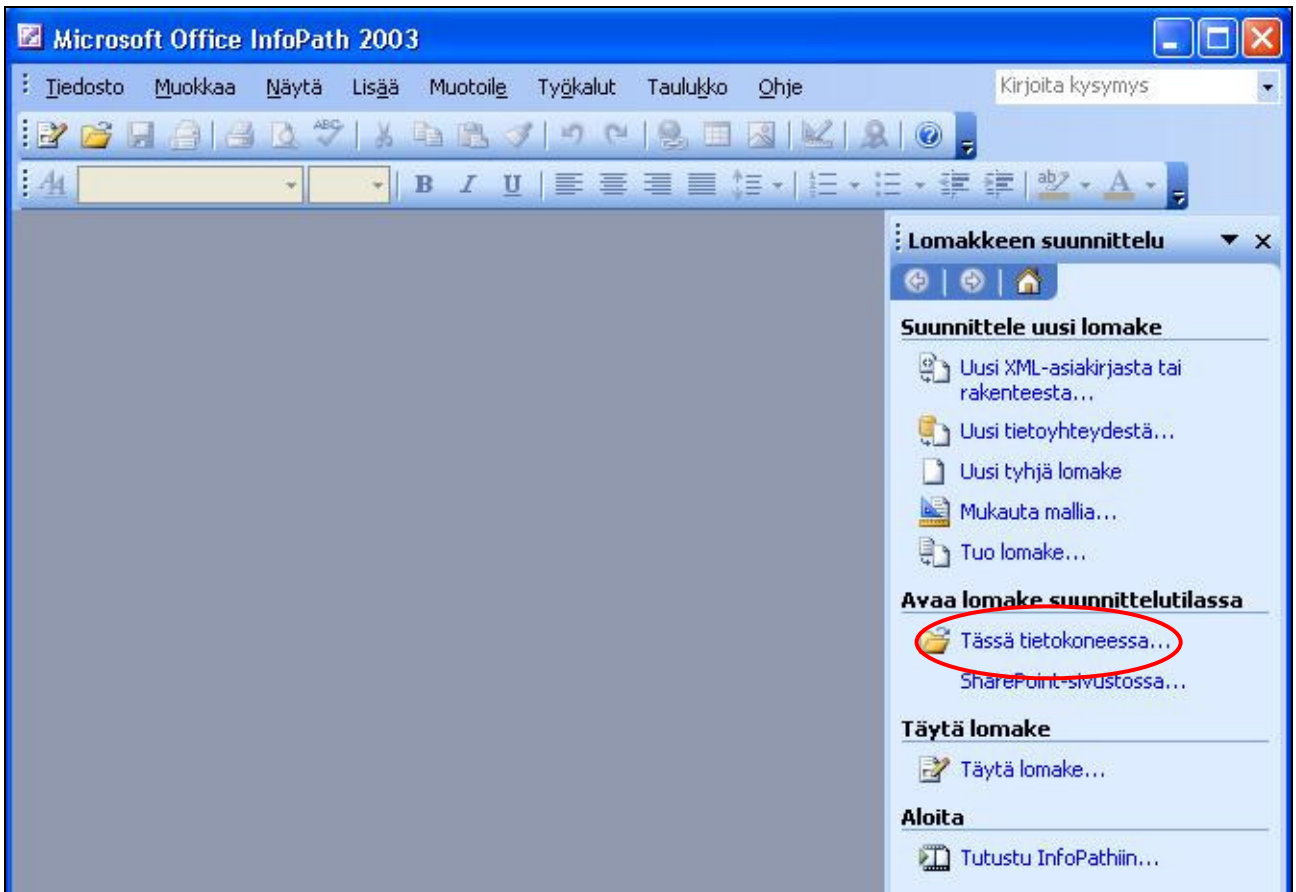 Microsoft Office InfoPath 2003
Tiedosto Muokkaa Näytä Lisää Muotoile Työkalut Taulukko Ohje Kirjoita kysymys
ABC
B I U ab A
Lomakkeen suunnittelu
Suunnittele uusi lomake
Uusi XML-asiakirjasta tai
rakenteesta...
Uusi tietoyhteydestä...
Uusi tyhjä lomake
Mukauta mallia...
Tuo lomake...
Avaa lomake suunnittelutilassa
Tässä tietokoneessa...
SharePoint-sivustossa...
Täytä lomake
Täytä lomake...
Aloita
Tutustu InfoPathiin...